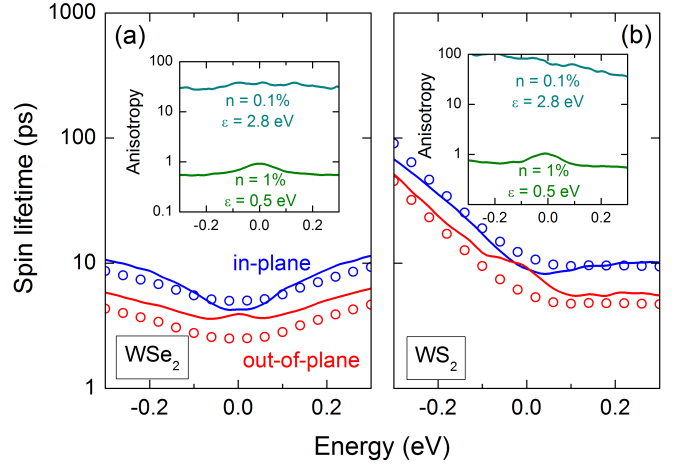 1000
100
10
1
Spin lifetime (ps)
(a)
100
10
1
0.1
Anisotropy
n = 0.1%
ε = 2.8 eV
n = 1%
ε = 0.5 eV
-0.2 0.0 0.2
in-plane
out-of-plane
WSe2
-0.2 0.0 0.2
(b)
100
10
1
Anisotropy
n = 0.1%
ε = 2.8 eV
n = 1%
ε = 0.5 eV
-0.2 0.0 0.2
WS2
-0.2 0.0 0.2
Energy (eV)